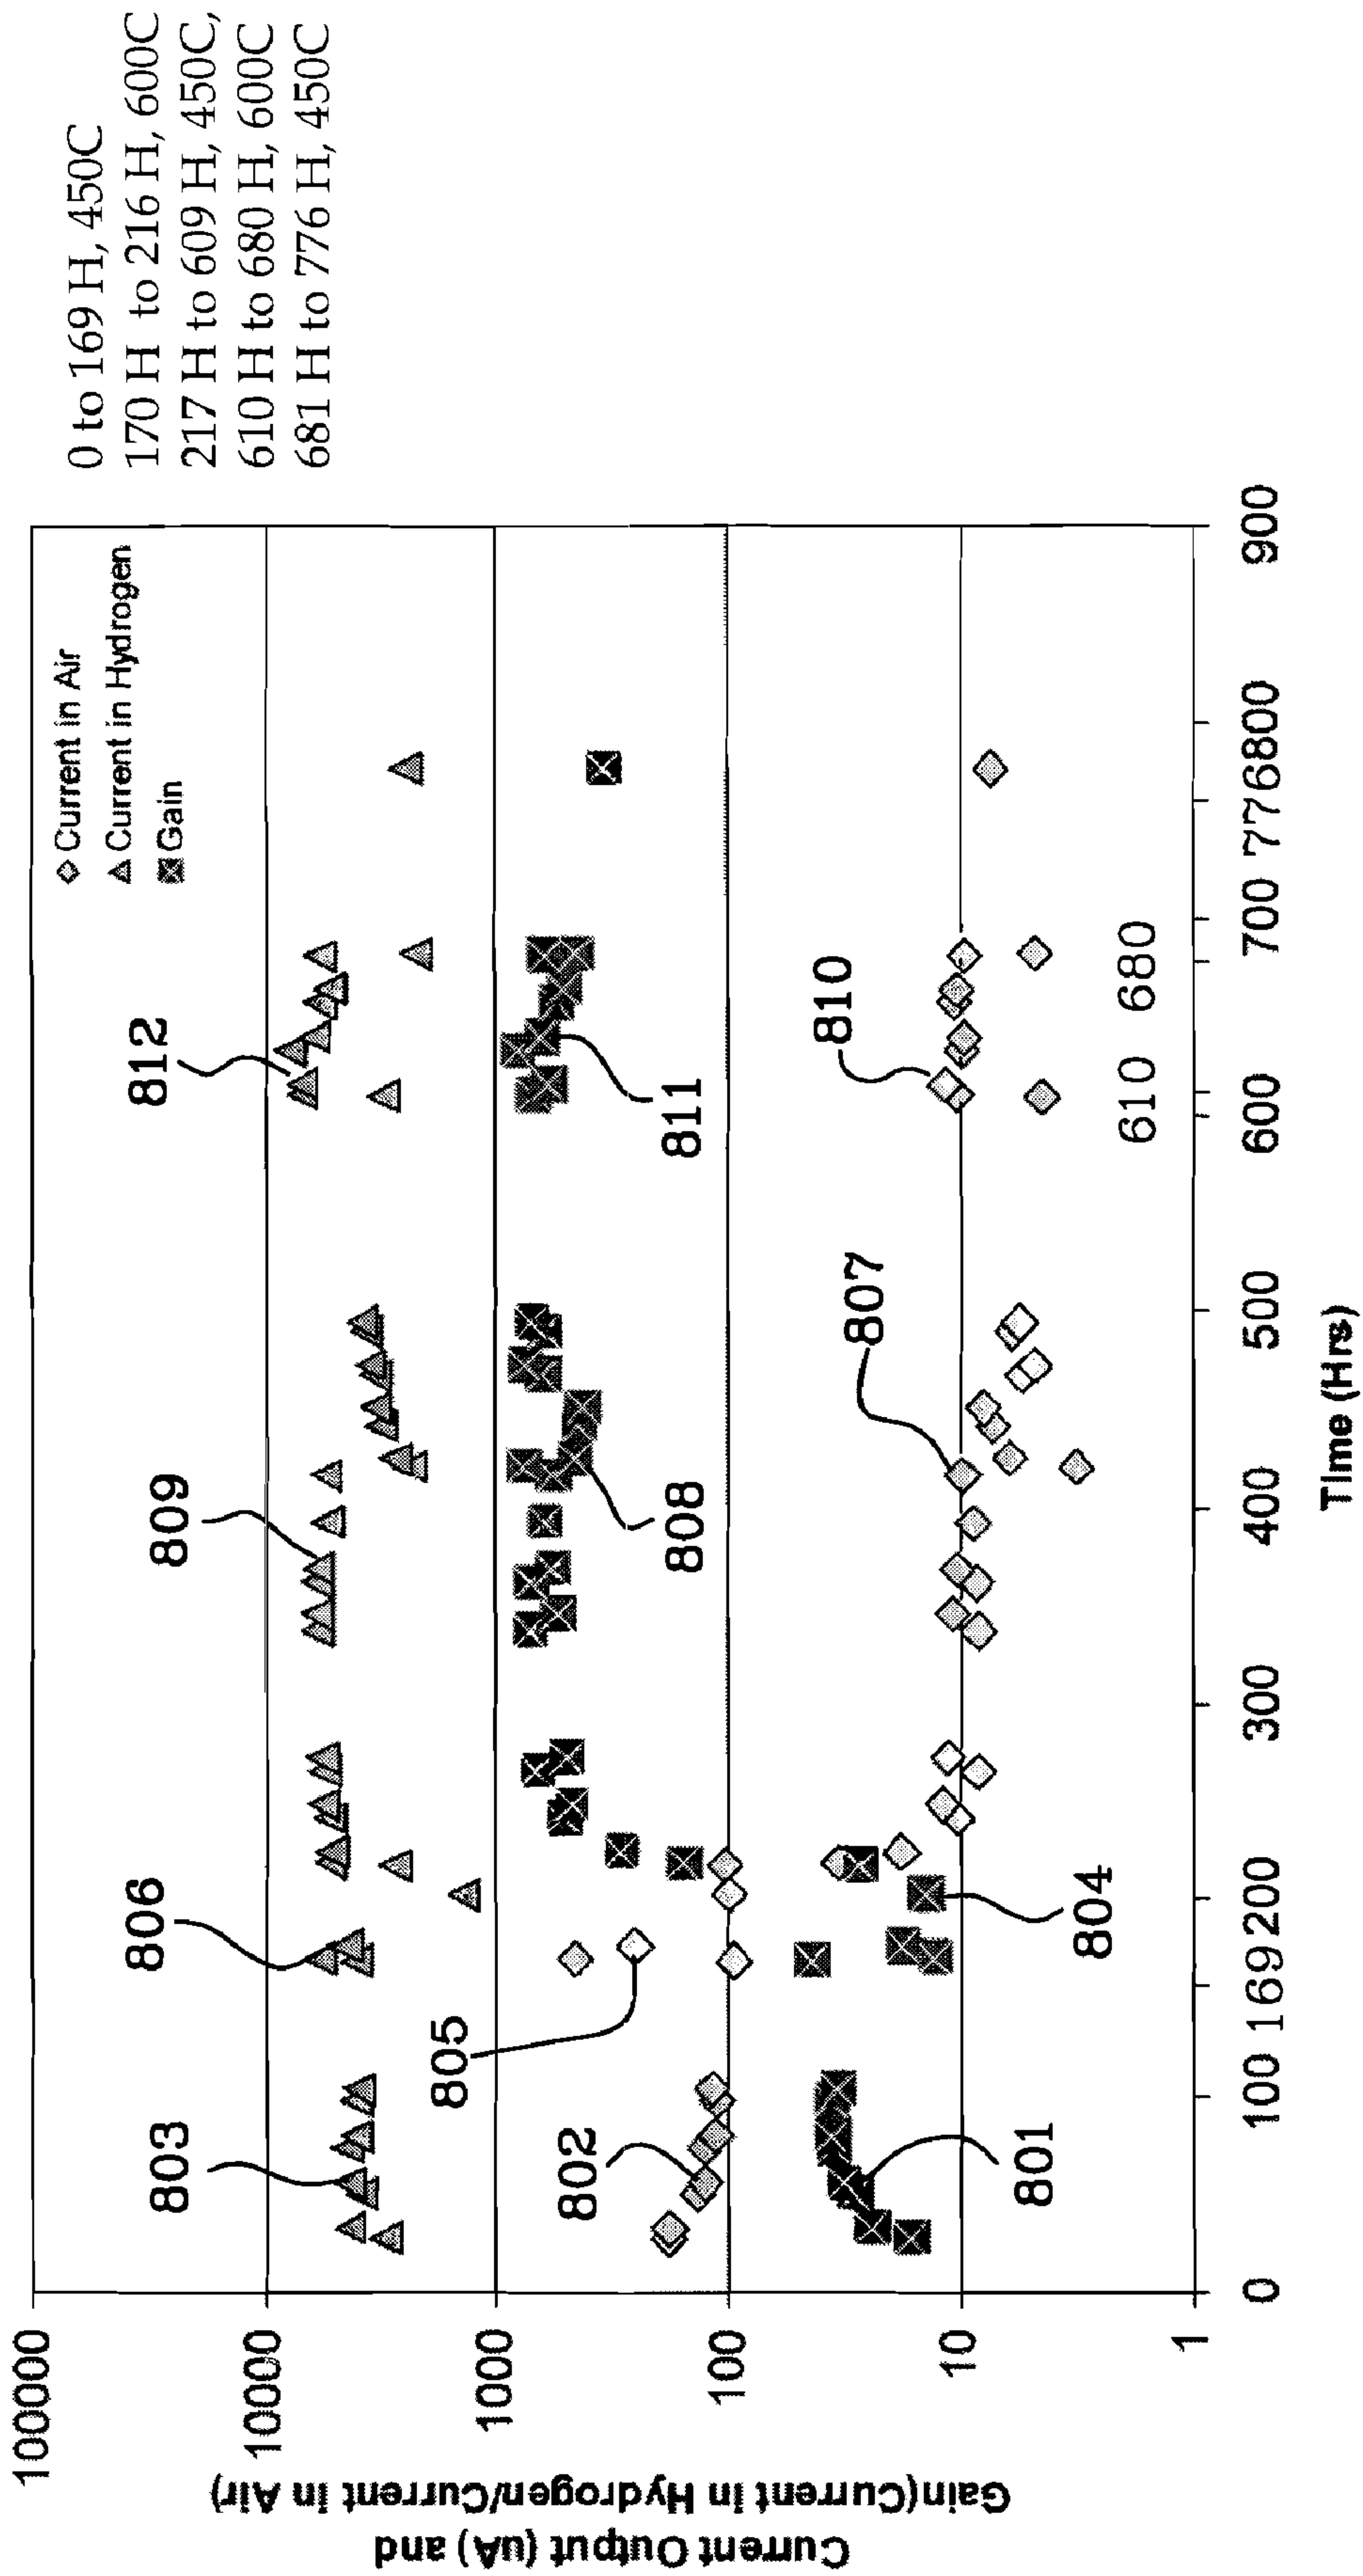 0 to 169 H, 450C
170 H to 216 H, 600C
217 H to 609 H, 450C,
610 H to 680 H, 600C
681 H to 776 H, 450C
Current in Air
Current in Hydrogen
Gain
100000
10000
1000
100
10
1
Current Output (uA) and
Gain(Current in Hydrogen/Current in Air)
803
806
809
812
805
802
801
804
808
807
811
810
610 680
0 100 169 200 300 400 500 600 700 776 800 900
Time (Hrs)